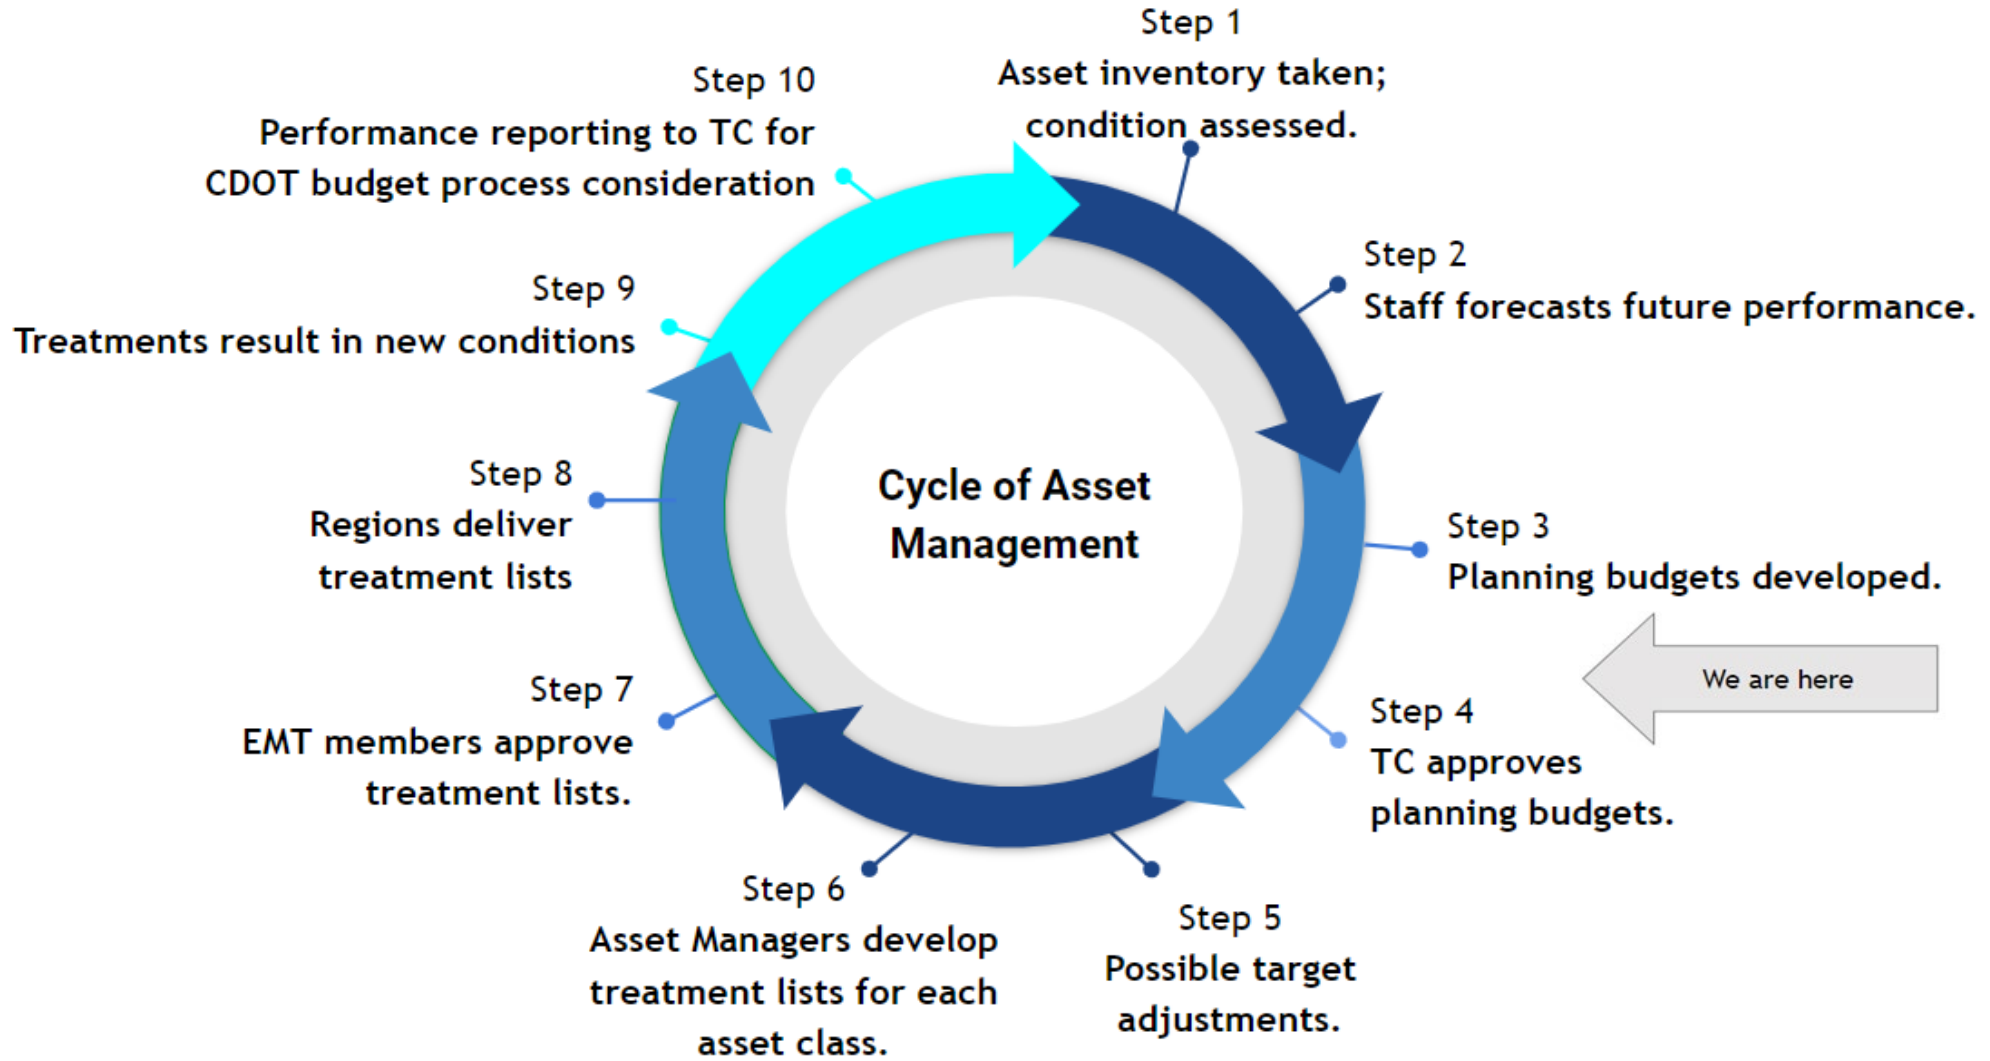 Step 1
Asset inventory taken;
condition assessed.
Step 2
Staff forecasts future performance.
Step 3
Planning budgets developed.
We are here
Step 4
TC approves
planning budgets.
Step 5
Possible target
adjustments.
Step 6
Asset Managers develop
treatment lists for each
asset class.
Step 7
EMT members approve
treatment lists.
Step 8
Regions deliver
treatment lists
Step 9
Treatments result in new conditions
Step 10
Performance reporting to TC for
CDOT budget process consideration
Cycle of Asset
Management